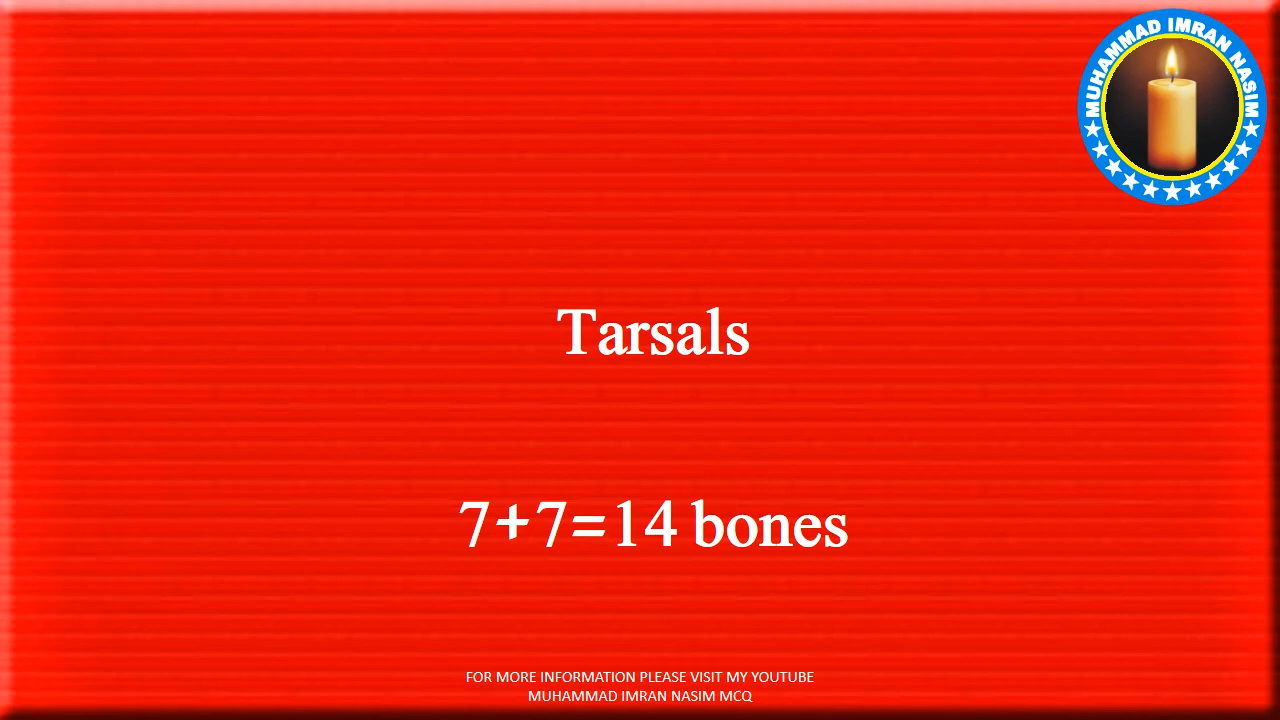 MUHAMMAD IMRAN NASIM
Tarsals
7+7=14 bones
FOR MORE INFORMATION PLEASE VISIT MY YOUTUBE
MUHAMMAD IMRAN NASIM MCQ